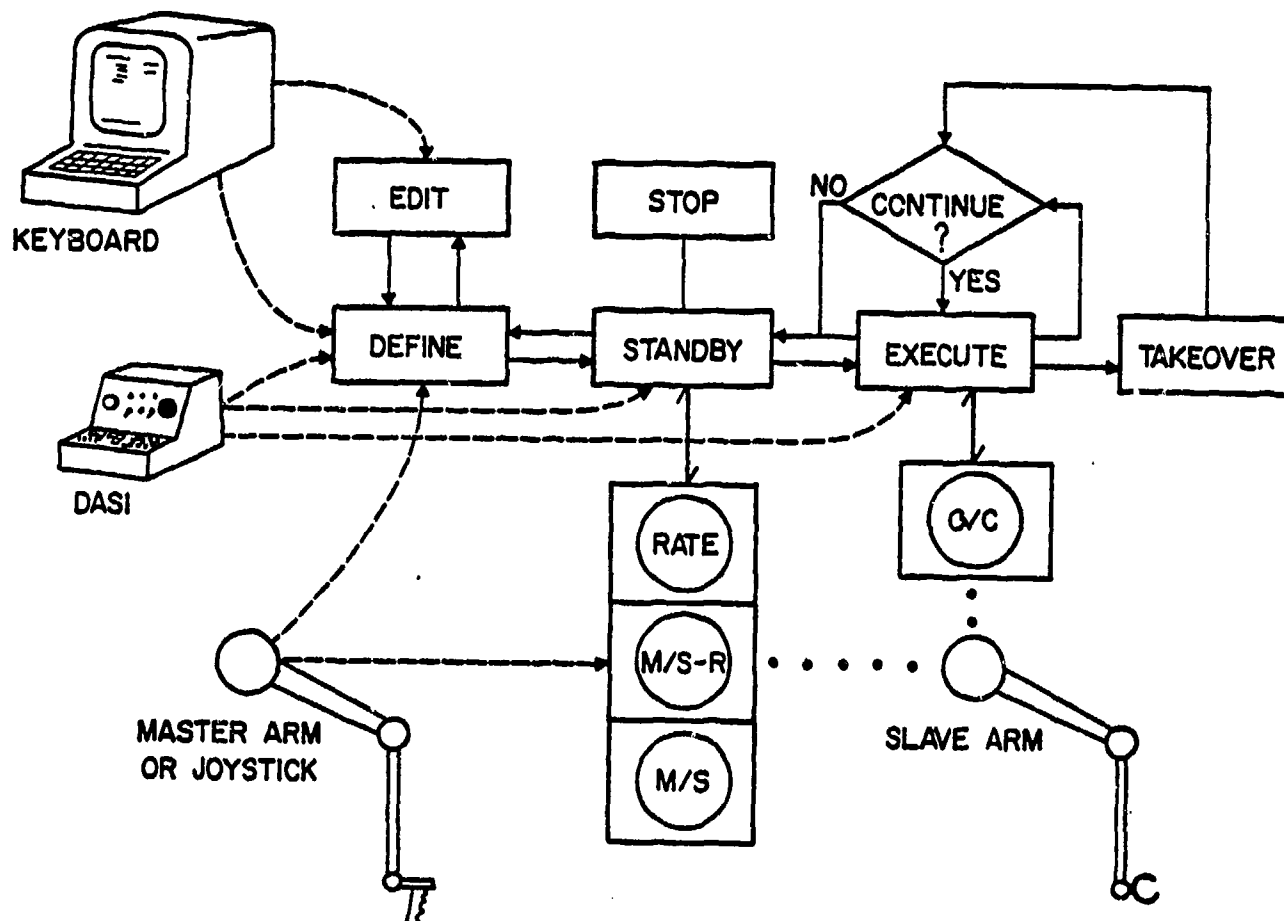 KEYBOARD
EDIT
STOP
NO
CONTINUE
?
YES
DEFINE
STANDBY
EXECUTE
TAKEOVER
DASI
RATE
M/S-R
M/S
MASTER ARM
OR JOYSTICK
SLAVE ARM